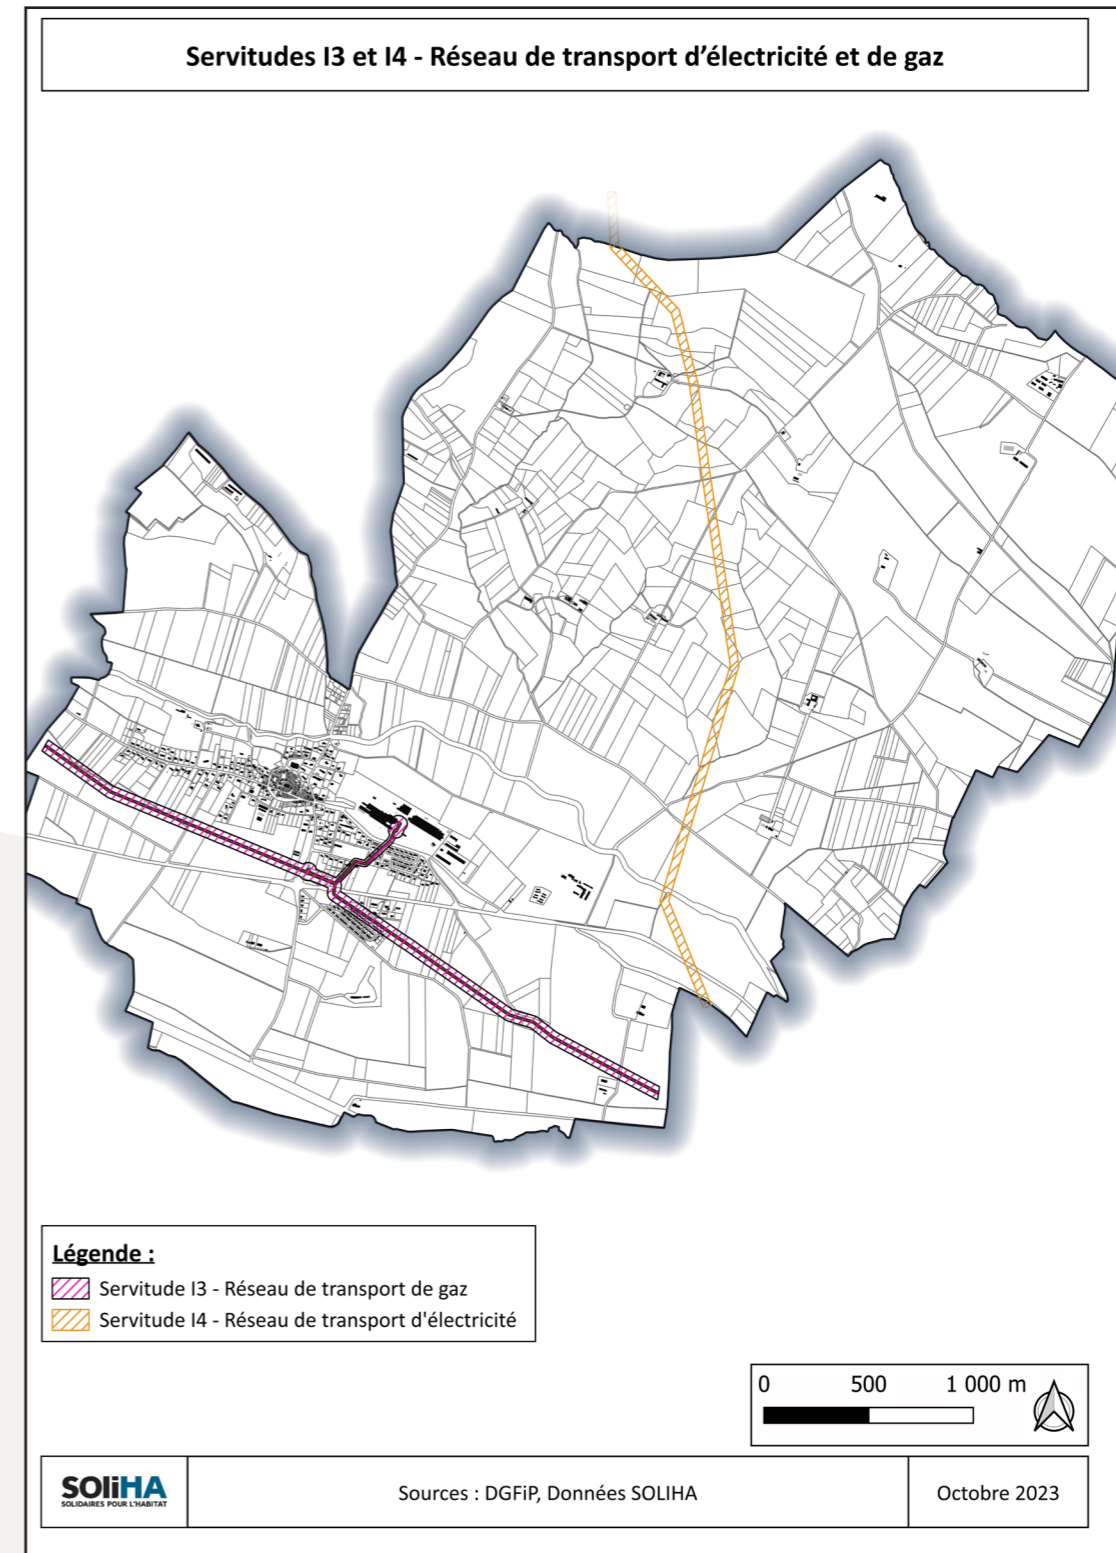 Servitudes I3 et I4 - Réseau de transport d’électricité et de gaz
Légende :
Servitude I3 - Réseau de transport de gaz
Servitude I4 - Réseau de transport d'électricité
0 500 1 000 m
SOliHA
SOLIDAIRES POUR L'HABITAT
Sources : DGFiP, Données SOLIHA
Octobre 2023